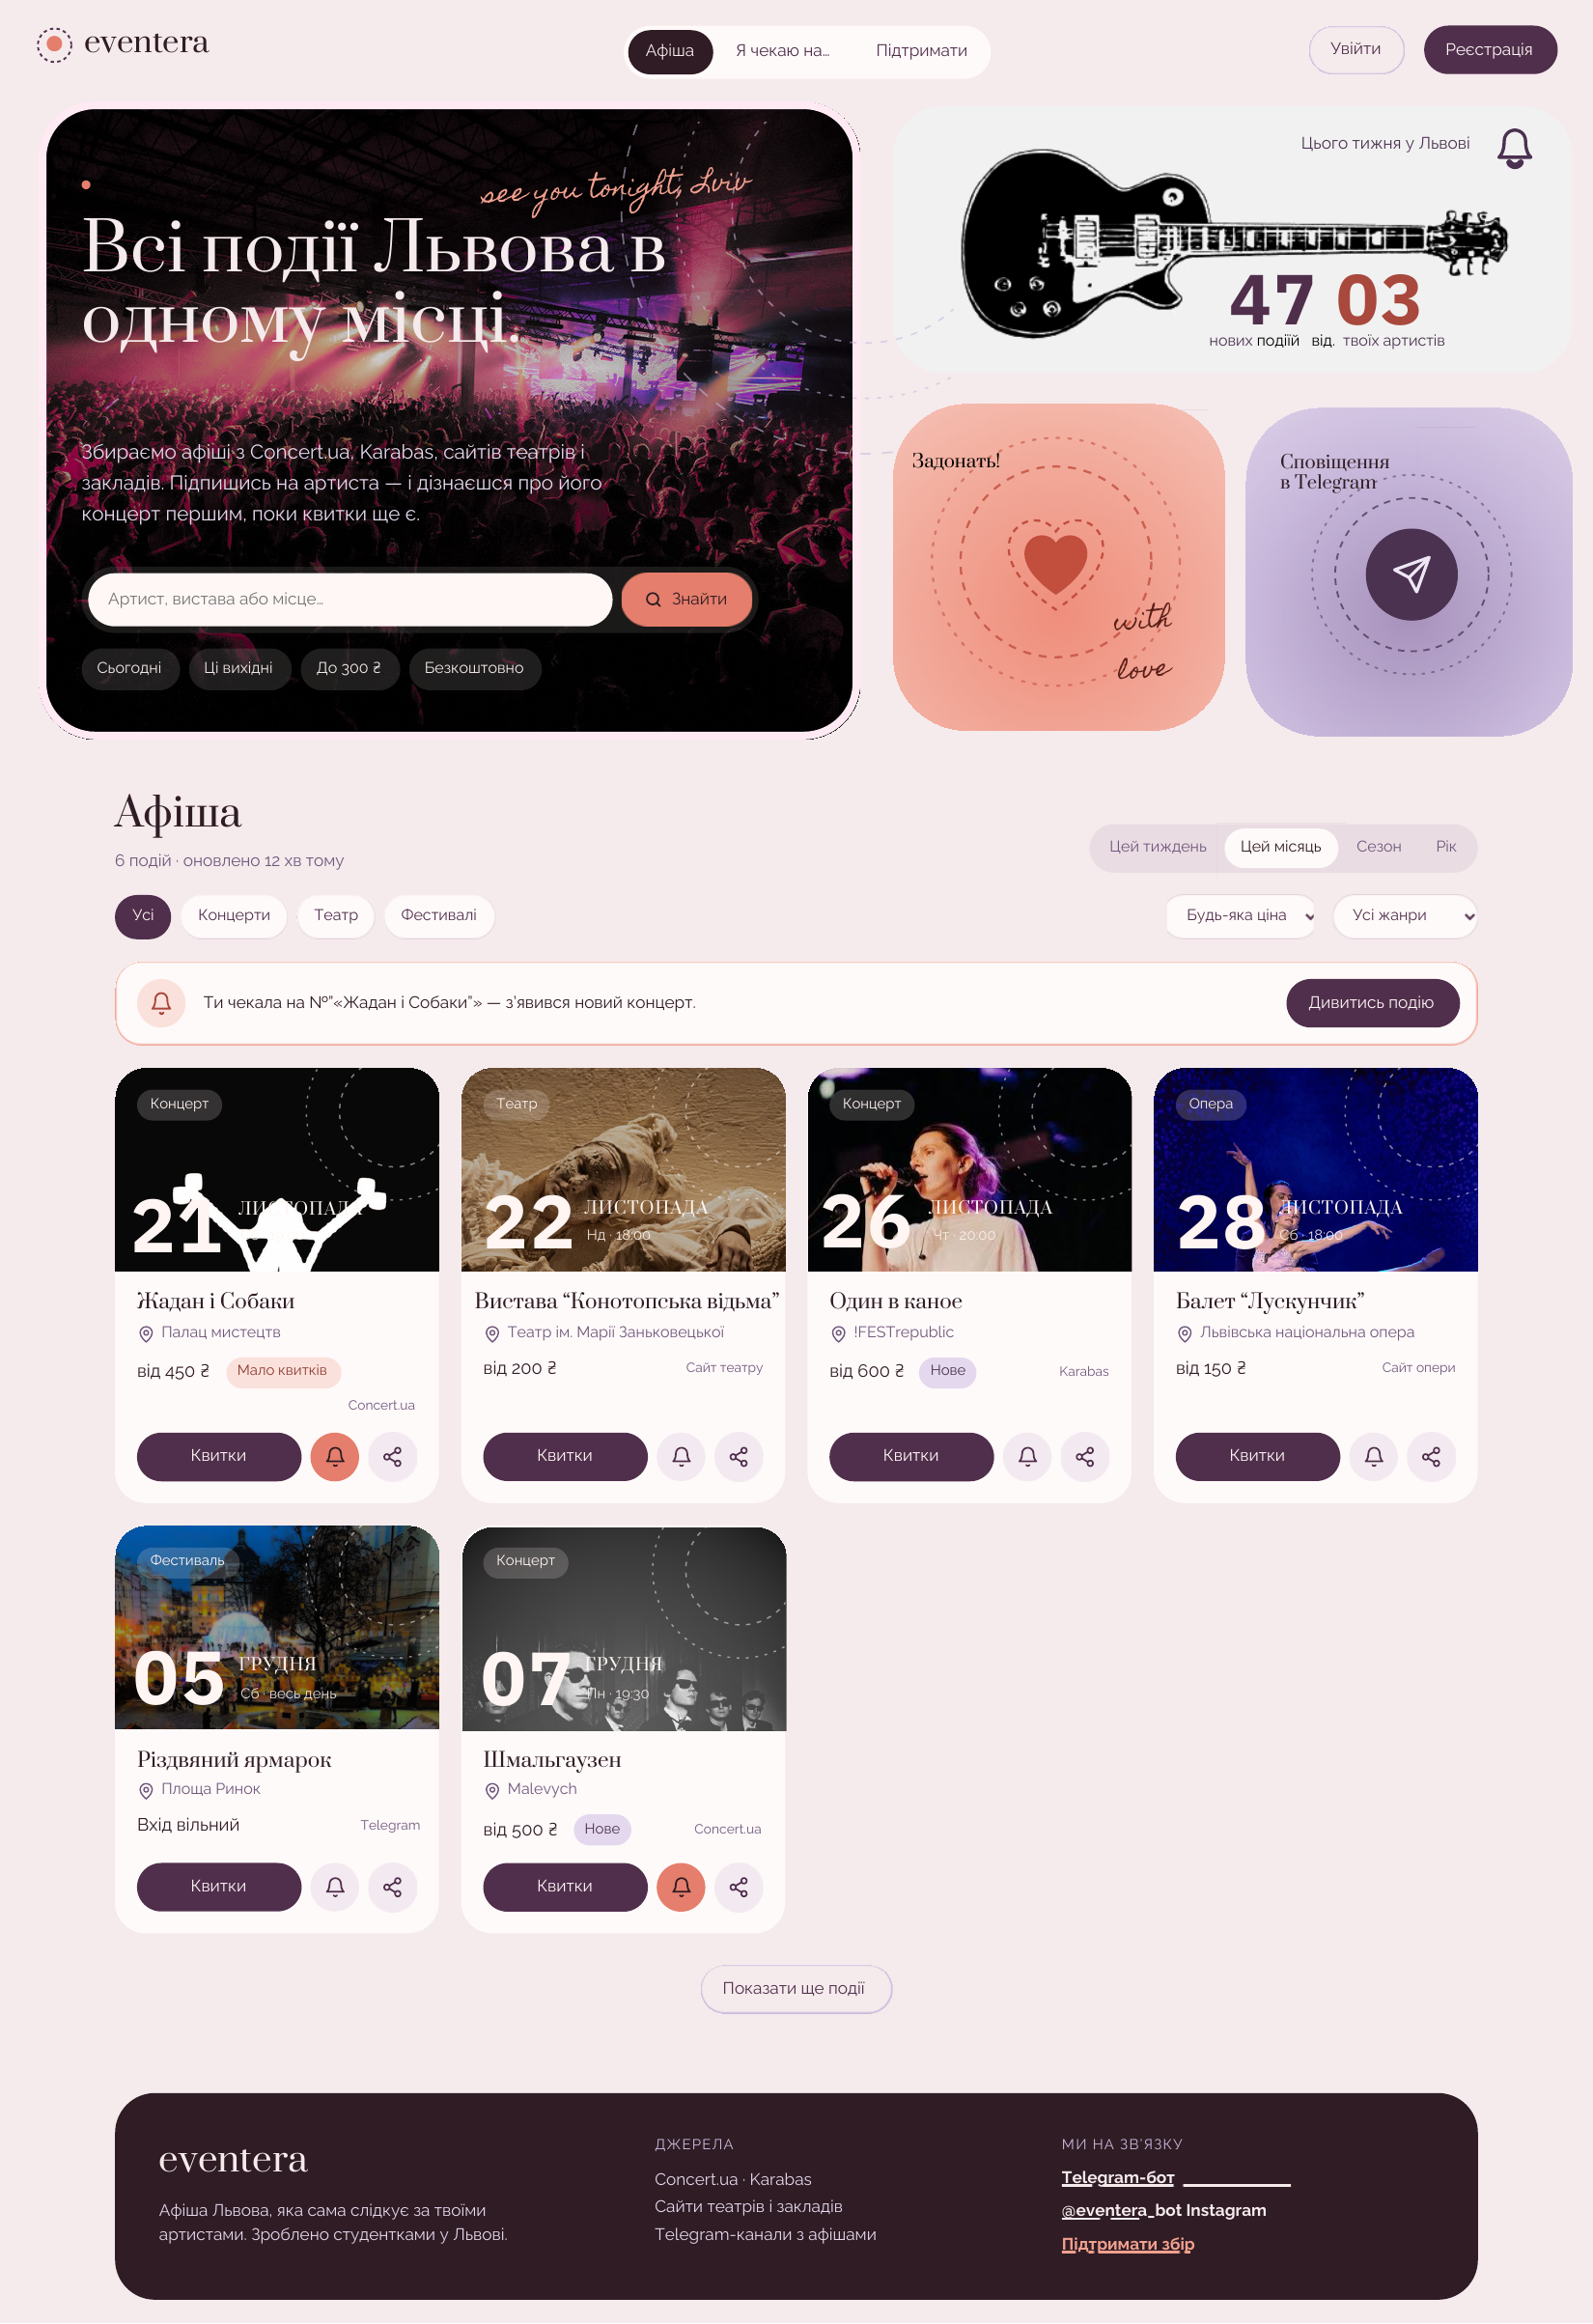 eventera
Афіша
Я чекаю на…
Підтримати
Увійти
Реєстрація
see you tonight, Lviv
Всі події Львова в
одному місці.
Збираємо афіші з Concert.ua, Karabas, сайтів театрів і
закладів. Підпишись на артиста — і дізнаєшся про його
концерт першим, поки квитки ще є.
Артист, вистава або місце…
Знайти
Сьогодні
Ці вихідні
До 300 ₴
Безкоштовно
Цього тижня у Львові
47 03
нових подіїй від. твоїх артистів
Задонать!
with
love
Сповіщення
в Telegram
Афіша
6 подій · оновлено 12 хв тому
Цей тиждень
Цей місяць
Сезон
Рік
Усі
Концерти
Театр
Фестивалі
Будь-яка ціна
Усі жанри
Ти чекала на №"«Жадан і Собаки"» — з'явився новий концерт.
Дивитись подію
Концерт
21 ЛИСТОПАДА
Жадан і Собаки
Палац мистецтв
від 450 ₴
Мало квитків
Concert.ua
Квитки
Театр
22 ЛИСТОПАДА
Нд · 18:00
Вистава “Конотопська відьма”
Театр ім. Марії Заньковецької
від 200 ₴
Сайт театру
Квитки
Концерт
26 ЛИСТОПАДА
Чт · 20:00
Один в каное
!FESTrepublic
від 600 ₴
Нове
Karabas
Квитки
Опера
28 ЛИСТОПАДА
Сб · 18:00
Балет “Лускунчик”
Львівська національна опера
від 150 ₴
Сайт опери
Квитки
Фестиваль
05 ГРУДНЯ
Сб · весь день
Різдвяний ярмарок
Площа Ринок
Вхід вільний
Telegram
Квитки
Концерт
07 ГРУДНЯ
Пн · 19:30
Шмальгаузен
Malevych
від 500 ₴
Нове
Concert.ua
Квитки
Показати ще події
eventera
Афіша Львова, яка сама слідкує за твоїми
артистами. Зроблено студентками у Львові.
ДЖЕРЕЛА
Concert.ua · Karabas
Сайти театрів і закладів
Telegram-канали з афішами
МИ НА ЗВ'ЯЗКУ
Telegram-бот
@eventera_bot Instagram
Підтримати збір